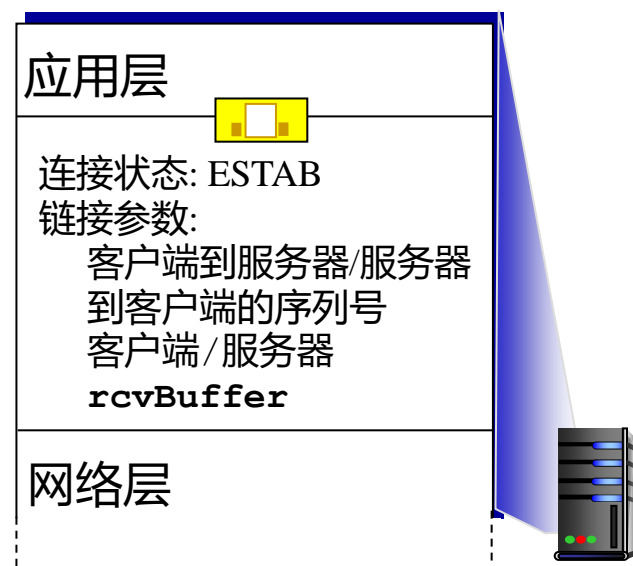 应用层
连接状态: ESTAB
链接参数:
客户端到服务器/服务器
到客户端的序列号
客户端/服务器
rcvBuffer
网络层